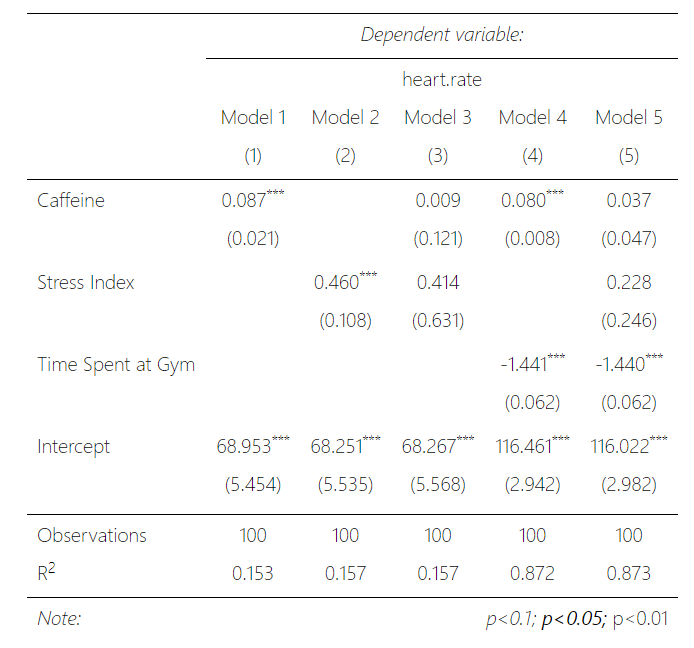 Dependent variable:
heart.rate
Model 1 Model 2 Model 3 Model 4 Model 5
(1) (2) (3) (4) (5)
Caffeine 0.087*** 0.009 0.080*** 0.037
(0.021) (0.121) (0.008) (0.047)
Stress Index 0.460*** 0.414 0.228
(0.108) (0.631) (0.246)
Time Spent at Gym -1.441*** -1.440***
(0.062) (0.062)
Intercept 68.953*** 68.251*** 68.267*** 116.461*** 116.022***
(5.454) (5.535) (5.568) (2.942) (2.982)
Observations 100 100 100 100 100
R2 0.153 0.157 0.157 0.872 0.873
Note: p<0.1; p<0.05; p<0.01